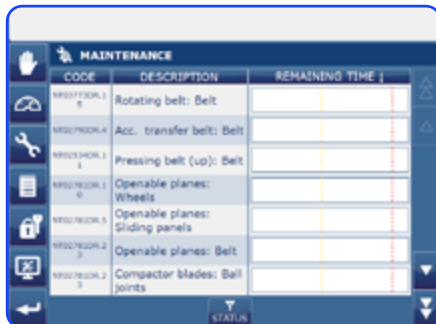 MAINTENANCE
CODE DESCRIPTION REMAINING TIME ↓
Rotating belt: Belt
Acc. transfer belt: Belt
Pressing belt (up): Belt
Openable planes:
Wheels
Openable planes:
Sliding panels
Openable planes: Belt
Compactor blades: Ball
joints
STATUS